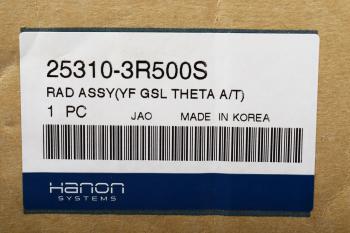 25310-3R500S
RAD ASSY(YF GSL THETA A/T)
1 PC JAO MADE IN KOREA
Hanon
SYSTEMS